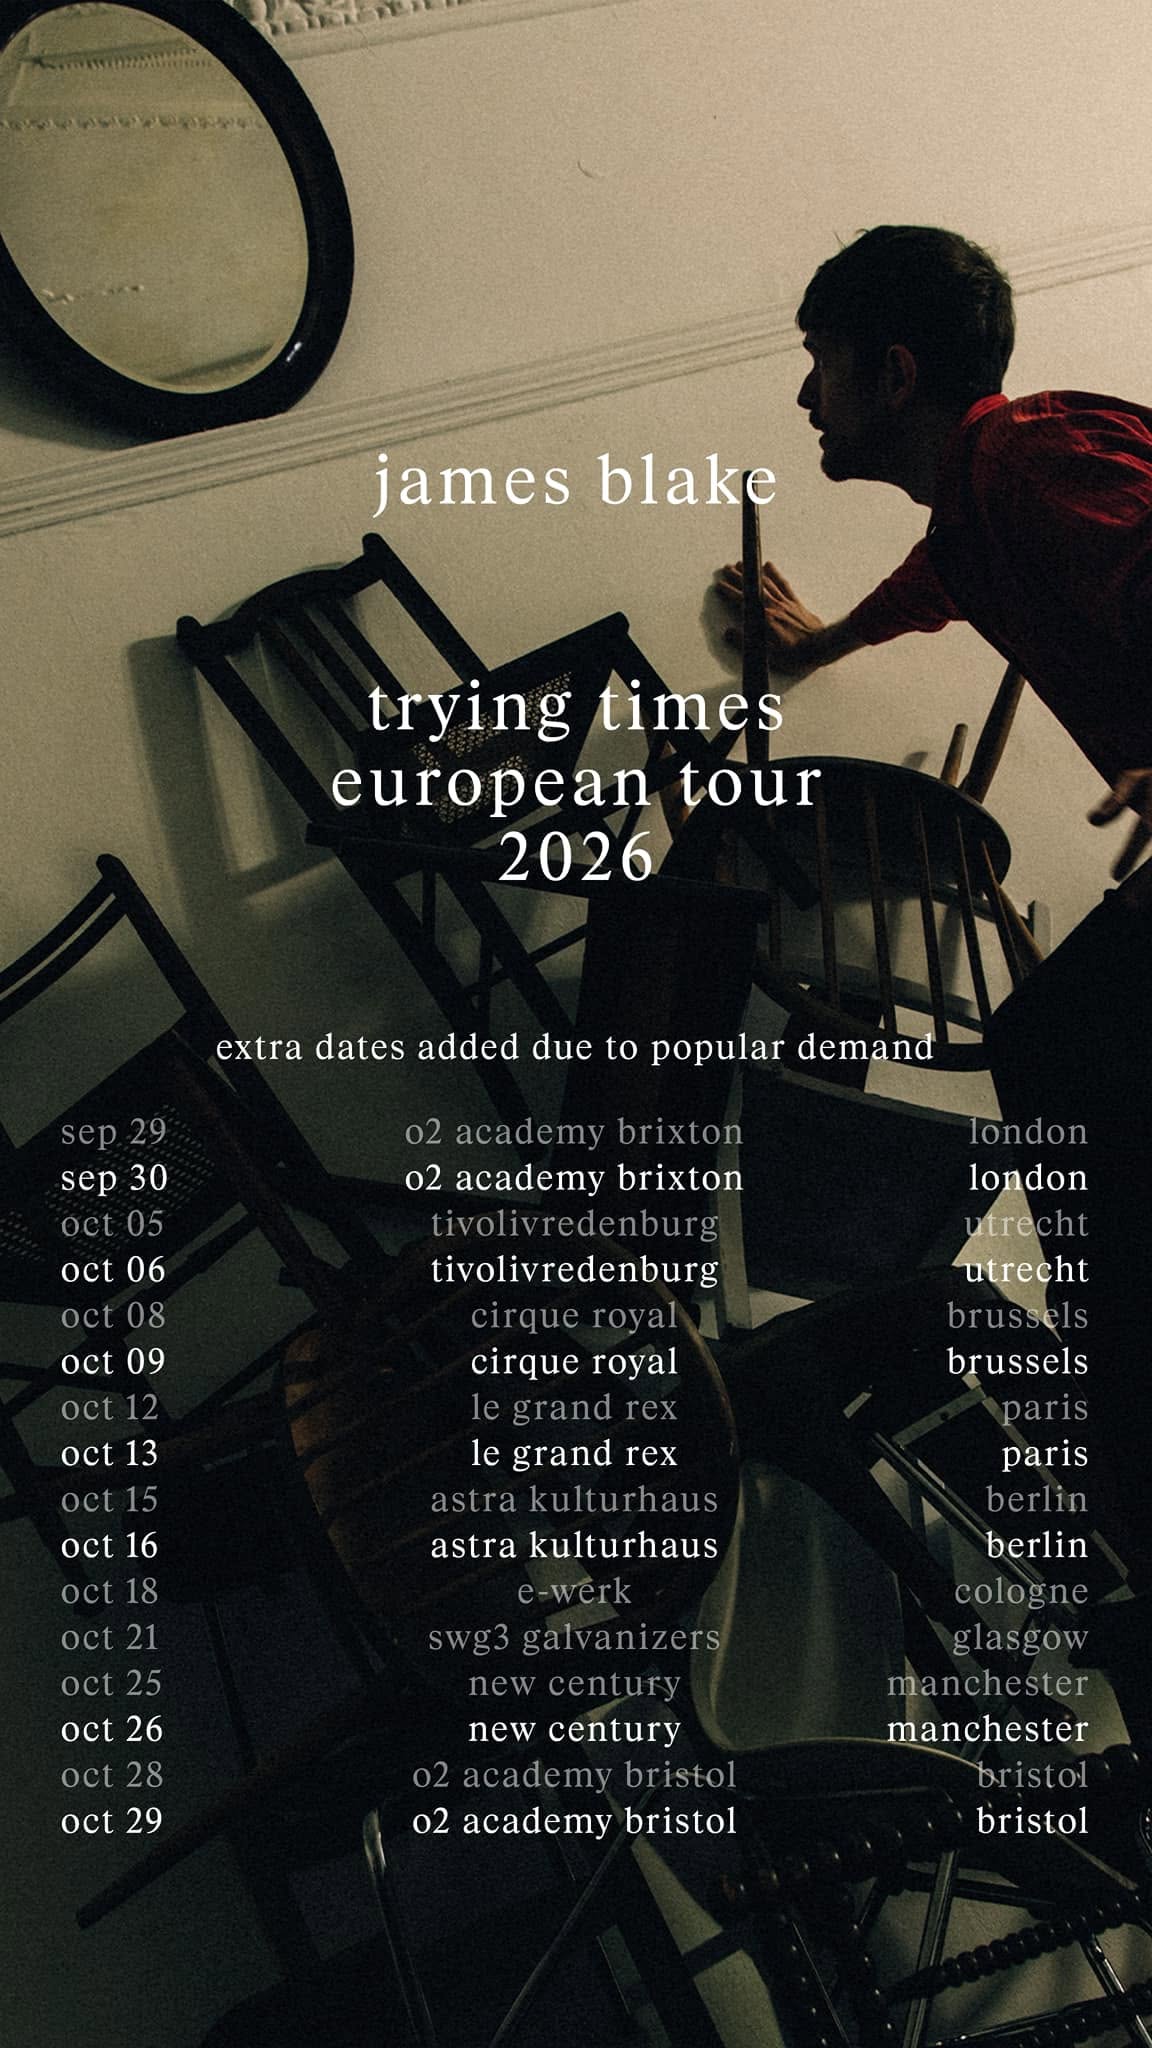 james blake
trying times
european tour
2026
extra dates added due to popular demand
sep 29 o2 academy brixton london
sep 30 o2 academy brixton london
oct 05 tivolivredenburg utrecht
oct 06 tivolivredenburg utrecht
oct 08 cirque royal brussels
oct 09 cirque royal brussels
oct 12 le grand rex paris
oct 13 le grand rex paris
oct 15 astra kulturhaus berlin
oct 16 astra kulturhaus berlin
oct 18 e-werk cologne
oct 21 swg3 galvanizers glasgow
oct 25 new century manchester
oct 26 new century manchester
oct 28 o2 academy bristol bristol
oct 29 o2 academy bristol bristol